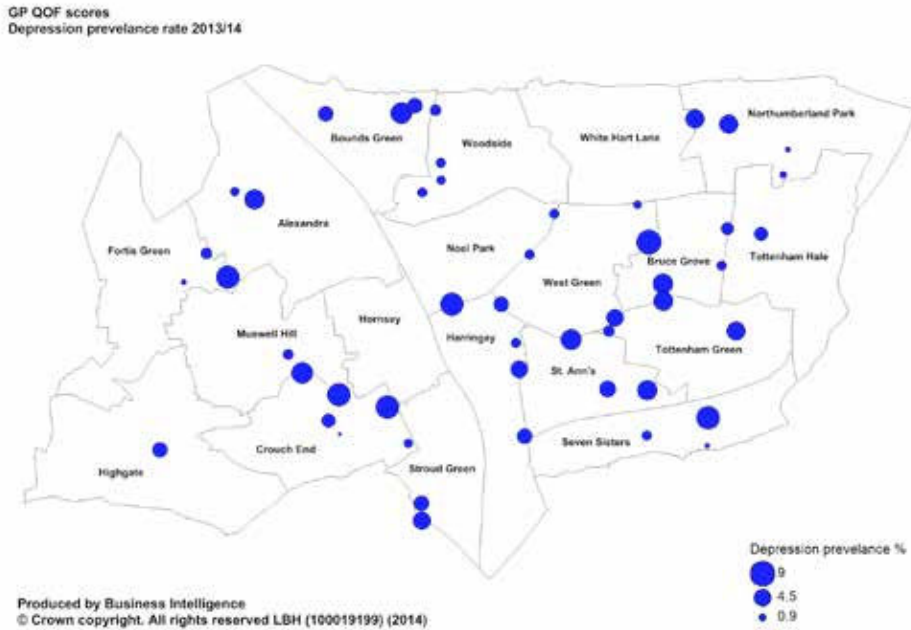 GP QOF scores
Depression prevelance rate 2013/14
Northumberland Park
Bounds Green
Woodside
White Hart Lane
Alexandra
Fortis Green
Noel Park
Bruce Grove
Tottenham Hale
West Green
Hornsey
Muswell Hill
Harringay
Tottenham Green
St. Ann's
Seven Sisters
Crouch End
Highgate
Stroud Green
Depression prevelance %
9
4.5
0.9
Produced by Business Intelligence
© Crown copyright. All rights reserved LBH (100019199) (2014)